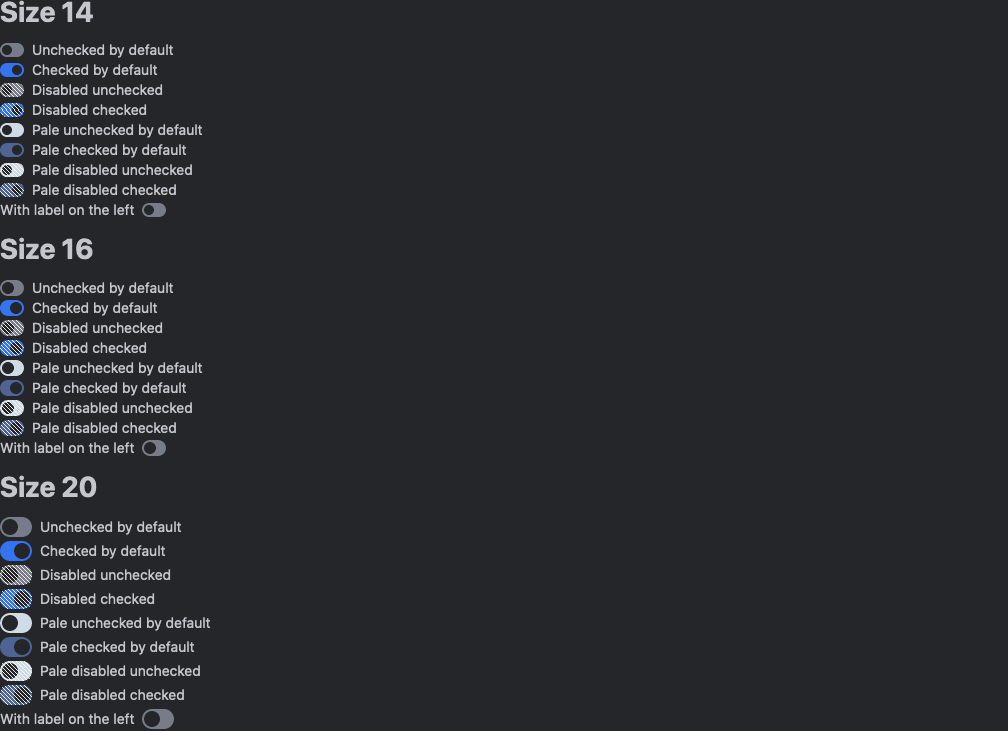 Size 14
Unchecked by default
Checked by default
Disabled unchecked
Disabled checked
Pale unchecked by default
Pale checked by default
Pale disabled unchecked
Pale disabled checked
With label on the left
Size 16
Unchecked by default
Checked by default
Disabled unchecked
Disabled checked
Pale unchecked by default
Pale checked by default
Pale disabled unchecked
Pale disabled checked
With label on the left
Size 20
Unchecked by default
Checked by default
Disabled unchecked
Disabled checked
Pale unchecked by default
Pale checked by default
Pale disabled unchecked
Pale disabled checked
With label on the left